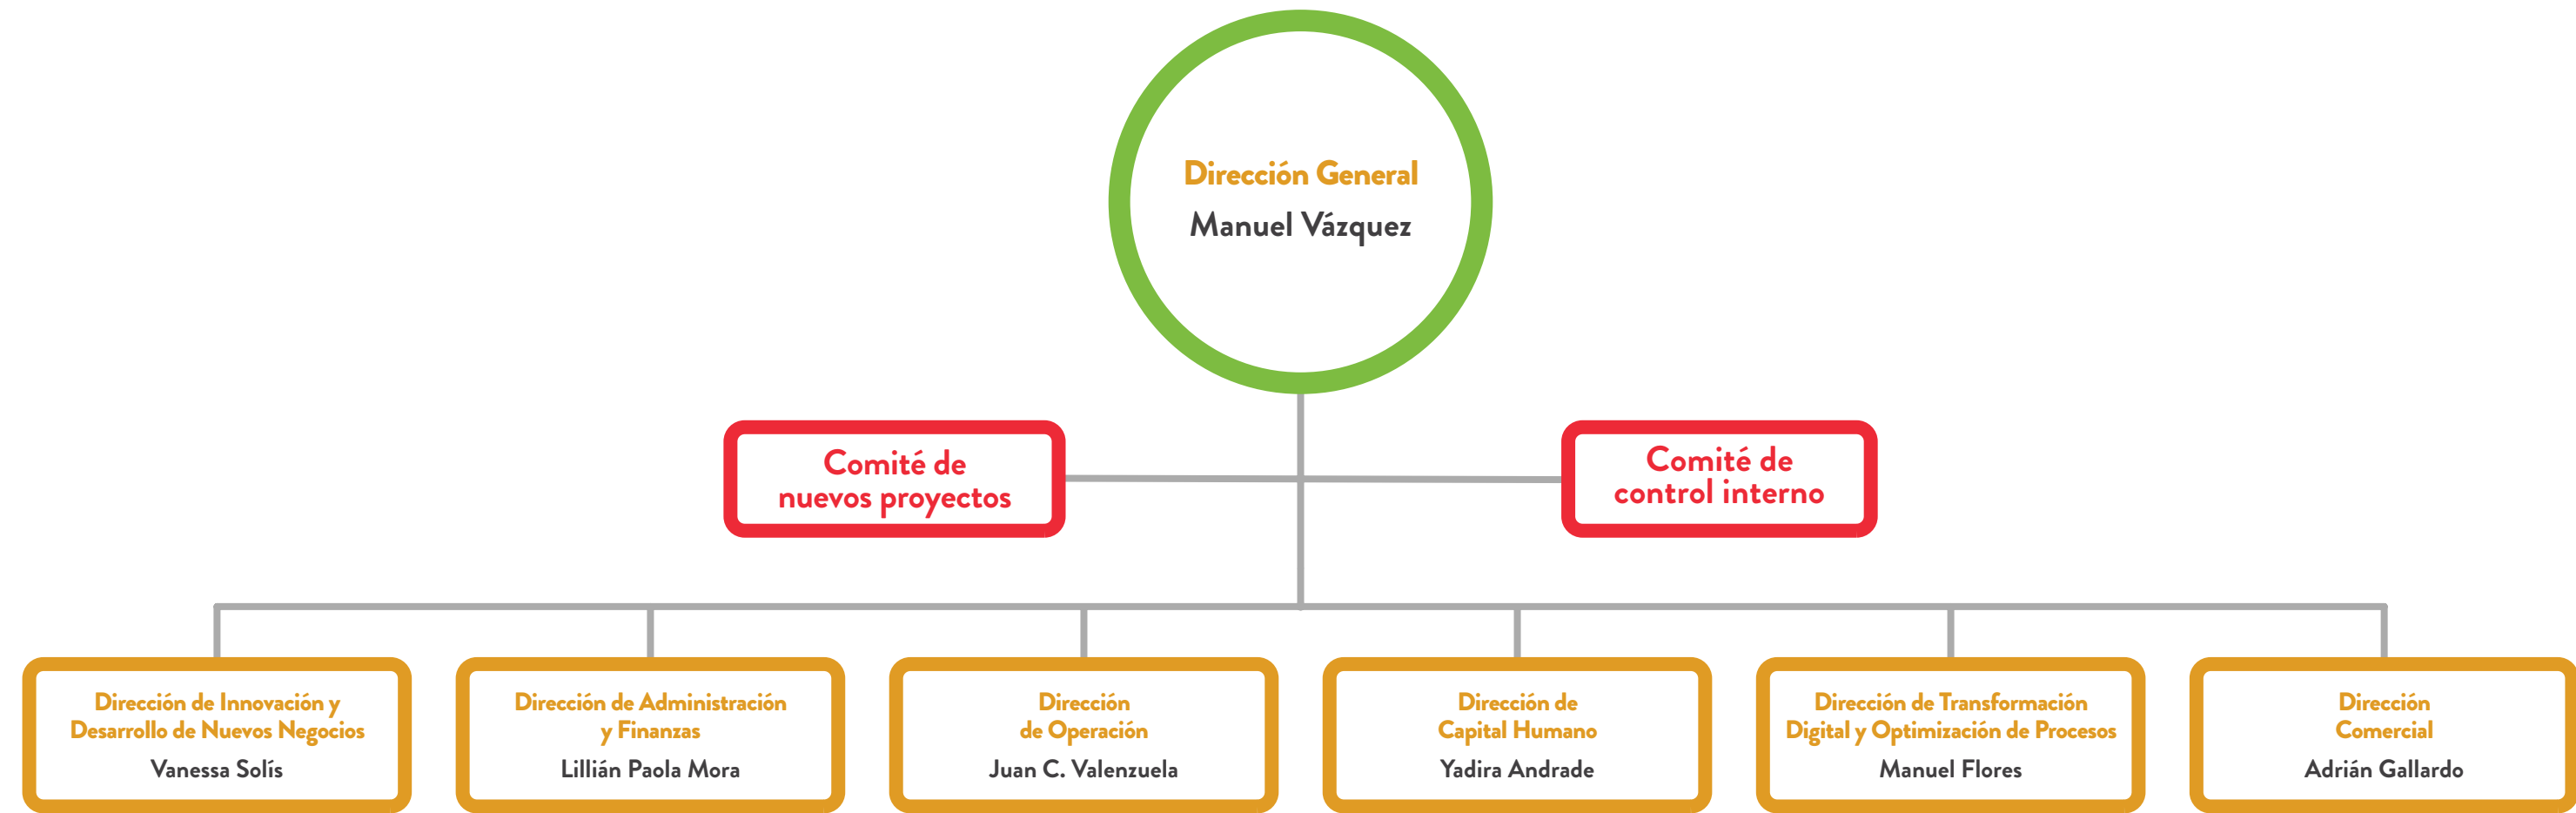 Dirección General
Manuel Vázquez
Comité de
nuevos proyectos
Comité de
control interno
Dirección de Innovación y
Desarrollo de Nuevos Negocios
Vanessa Solís
Dirección de Administración
y Finanzas
Lillián Paola Mora
Dirección
de Operación
Juan C. Valenzuela
Dirección de
Capital Humano
Yadira Andrade
Dirección de Transformación
Digital y Optimización de Procesos
Manuel Flores
Dirección
Comercial
Adrián Gallardo